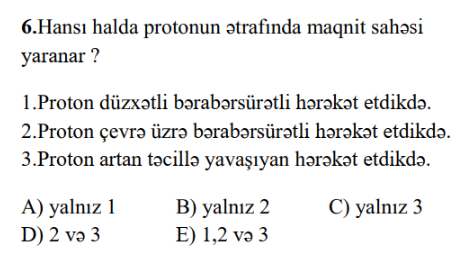 6.Hansı halda protonun ətrafında maqnit sahəsi
yaranar ?
1.Proton düzxətli bərabərsürətli hərəkət etdikdə.
2.Proton çevrə üzrə bərabərsürətli hərəkət etdikdə.
3.Proton artan təcillə yavaşıyan hərəkət etdikdə.
A) yalnız 1 B) yalnız 2 C) yalnız 3
D) 2 və 3 E) 1,2 və 3